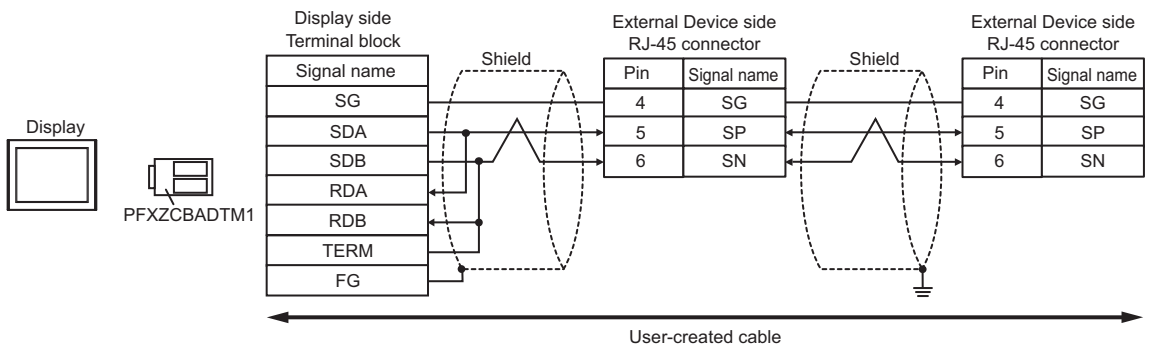 Display side
Terminal block
Signal name
SG
SDA
SDB
RDA
RDB
TERM
FG
Shield
External Device side
RJ-45 connector
Pin Signal name
4 SG
5 SP
6 SN
Shield
External Device side
RJ-45 connector
Pin Signal name
4 SG
5 SP
6 SN
Display
PFXZCBADTM1
User-created cable